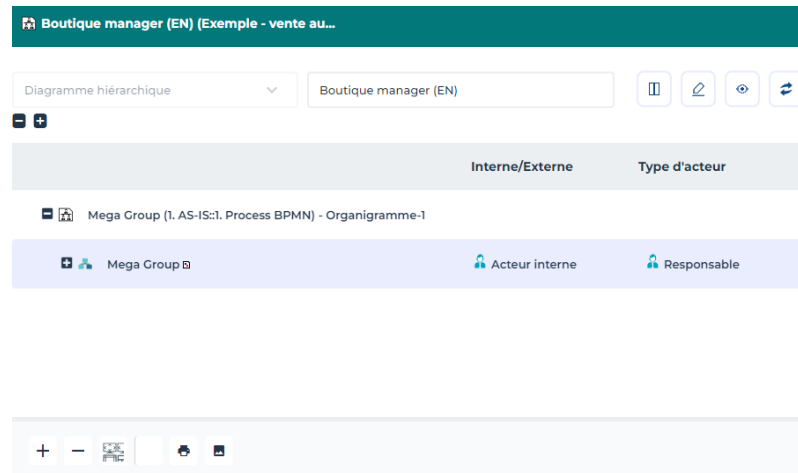 Boutique manager (EN) (Exemple - vente au...
Diagramme hiérarchique
Boutique manager (EN)
Interne/Externe Type d'acteur
Mega Group (1. AS-IS::1. Process BPMN) - Organigramme-1
Mega Group Acteur interne Responsable